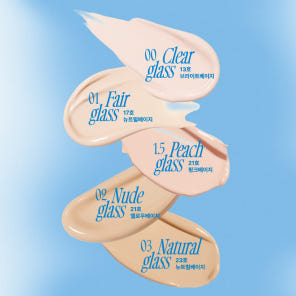 00 Clear
glass 13호
브라이트베이지
01 Fair
glass 17호
뉴트럴베이지
1.5 Peach
glass 21호
핑크베이지
02 Nude
glass 21호
옐로우베이지
03 Natural
glass 23호
뉴트럴베이지